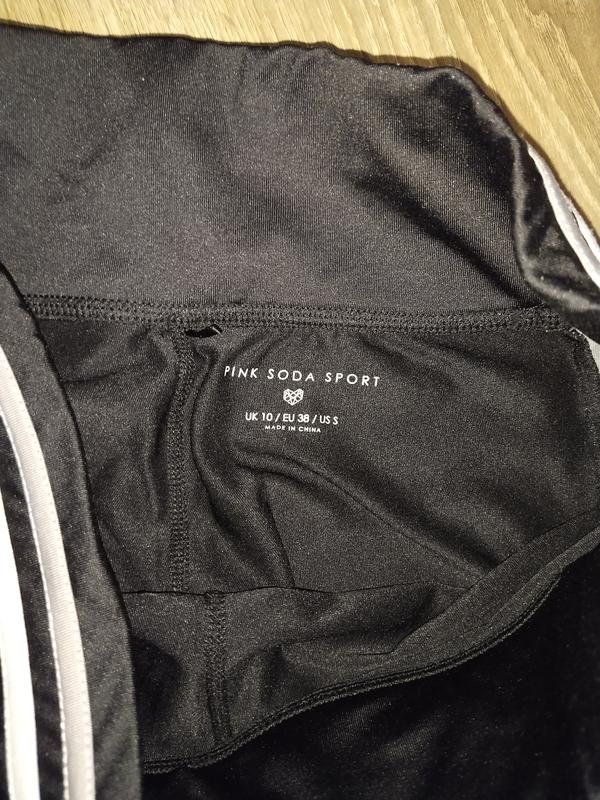 PINK SODA SPORT
UK 10 / EU 38 / US S
MADE IN CHINA